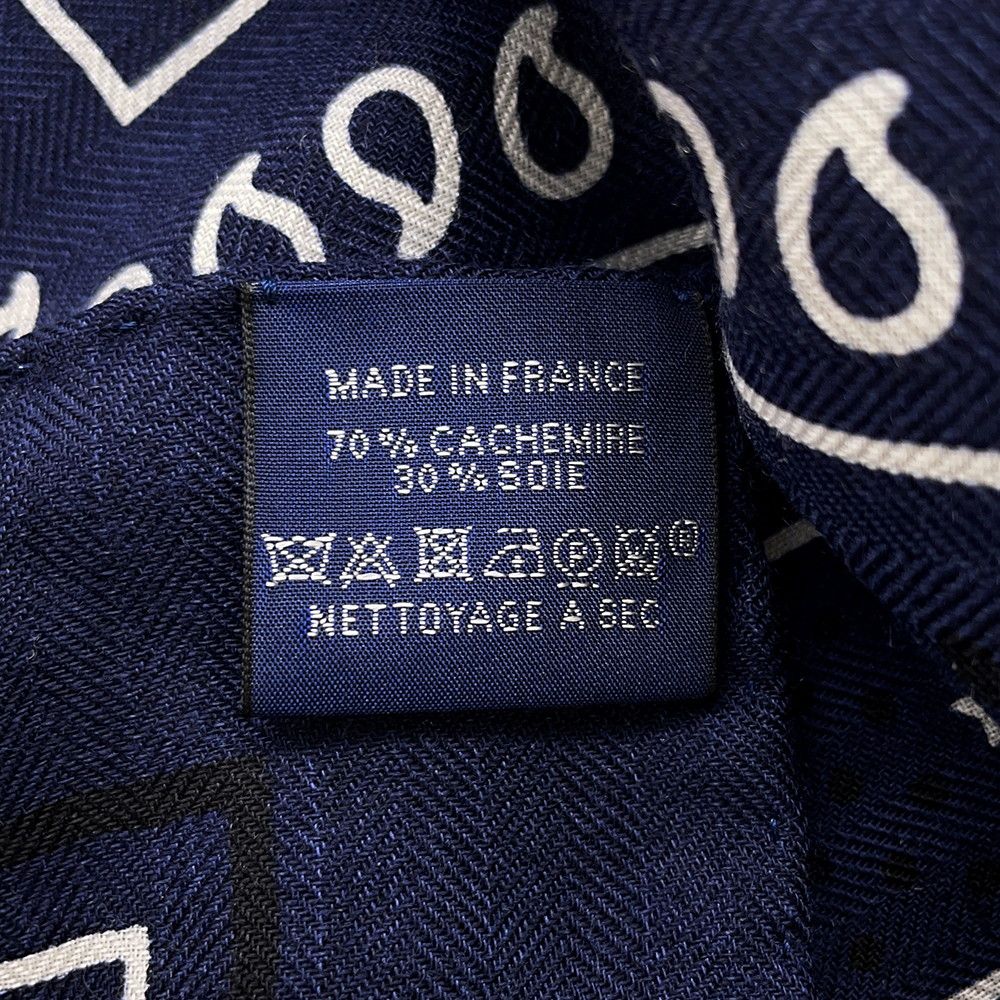 MADE IN FRANCE
70 % CACHEMIRE
30 % SOIE
P W ®
NETTOYAGE A SEC